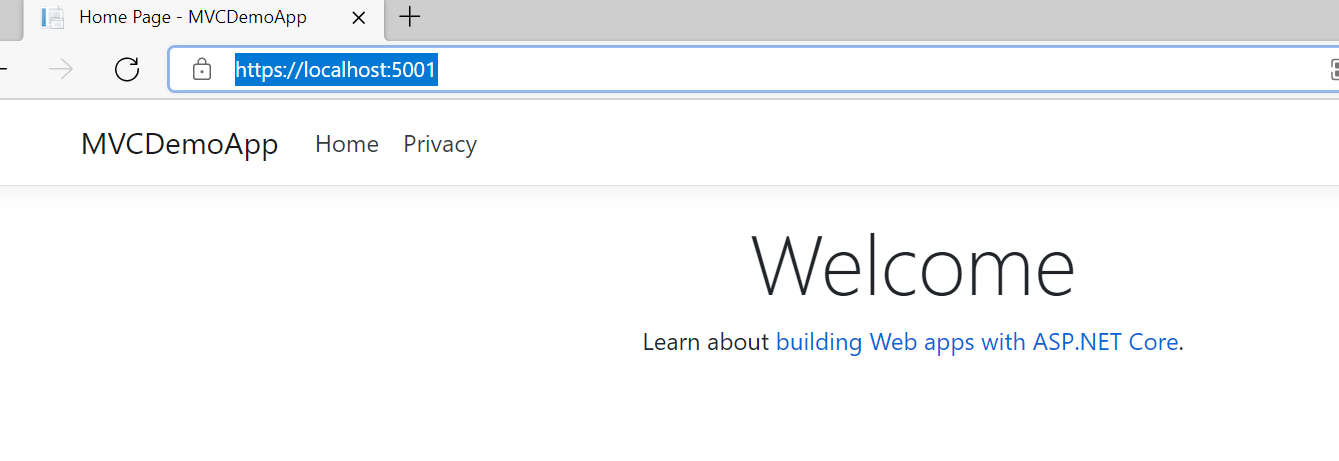 Home Page - MVCDemoApp
https://localhost:5001
MVCDemoApp Home Privacy
Welcome
Learn about building Web apps with ASP.NET Core.